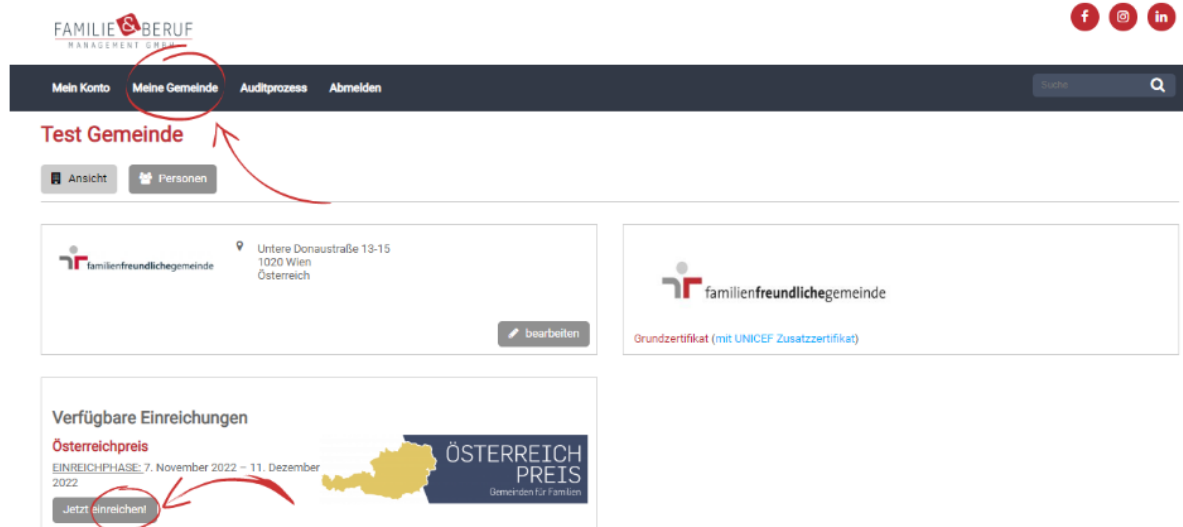 FAMILIE & BERUF
MANAGEMENT GMBH
f
in
Mein Konto Meine Gemeinde Auditprozess Abmelden
Suche
Test Gemeinde
Ansicht Personen
familienfreundlichegemeinde
Untere Donaustraße 13-15
1020 Wien
Österreich
bearbeiten
familienfreundlichegemeinde
Grundzertifikat (mit UNICEF Zusatzzertifikat)
Verfügbare Einreichungen
Österreichpreis
EINREICHPHASE: 7. November 2022 – 11. Dezember
2022
Jetzt einreichen!
ÖSTERREICH
PREIS
Gemeinden für Familien